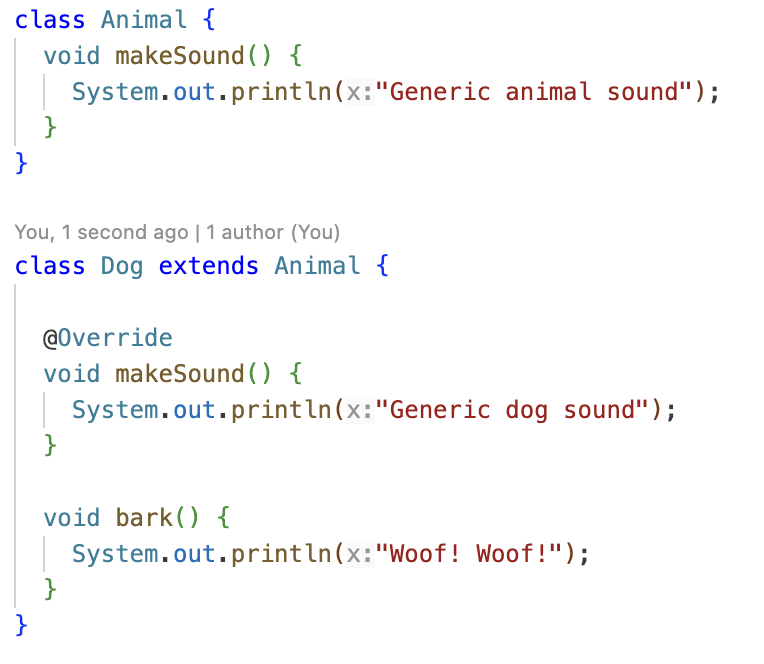 class Animal {
  void makeSound() {
    System.out.println(x:"Generic animal sound");
  }
}
You, 1 second ago | 1 author (You)
class Dog extends Animal {
  @Override
  void makeSound() {
    System.out.println(x:"Generic dog sound");
  }
  void bark() {
    System.out.println(x:"Woof! Woof!");
  }
}